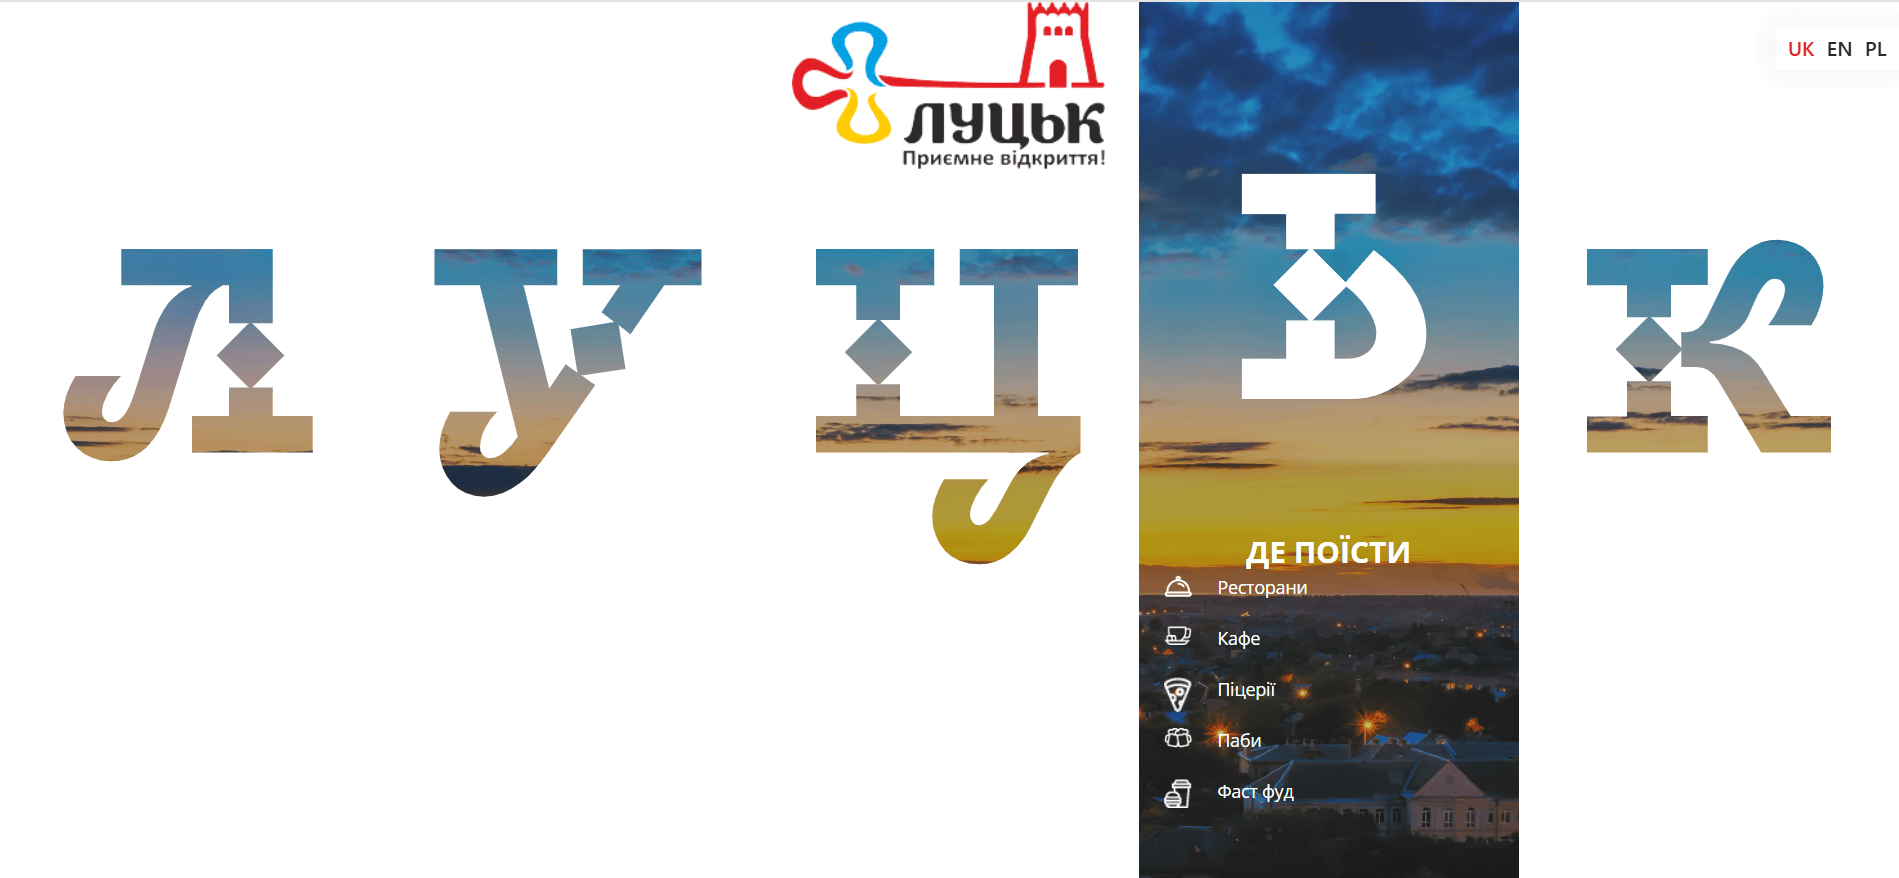 ЛУЦЬК
Приємне відкриття!
UK EN PL
Л У Ц Ь К
ДЕ ПОЇСТИ
Ресторани
Кафе
Піцерії
Паби
Фаст фуд